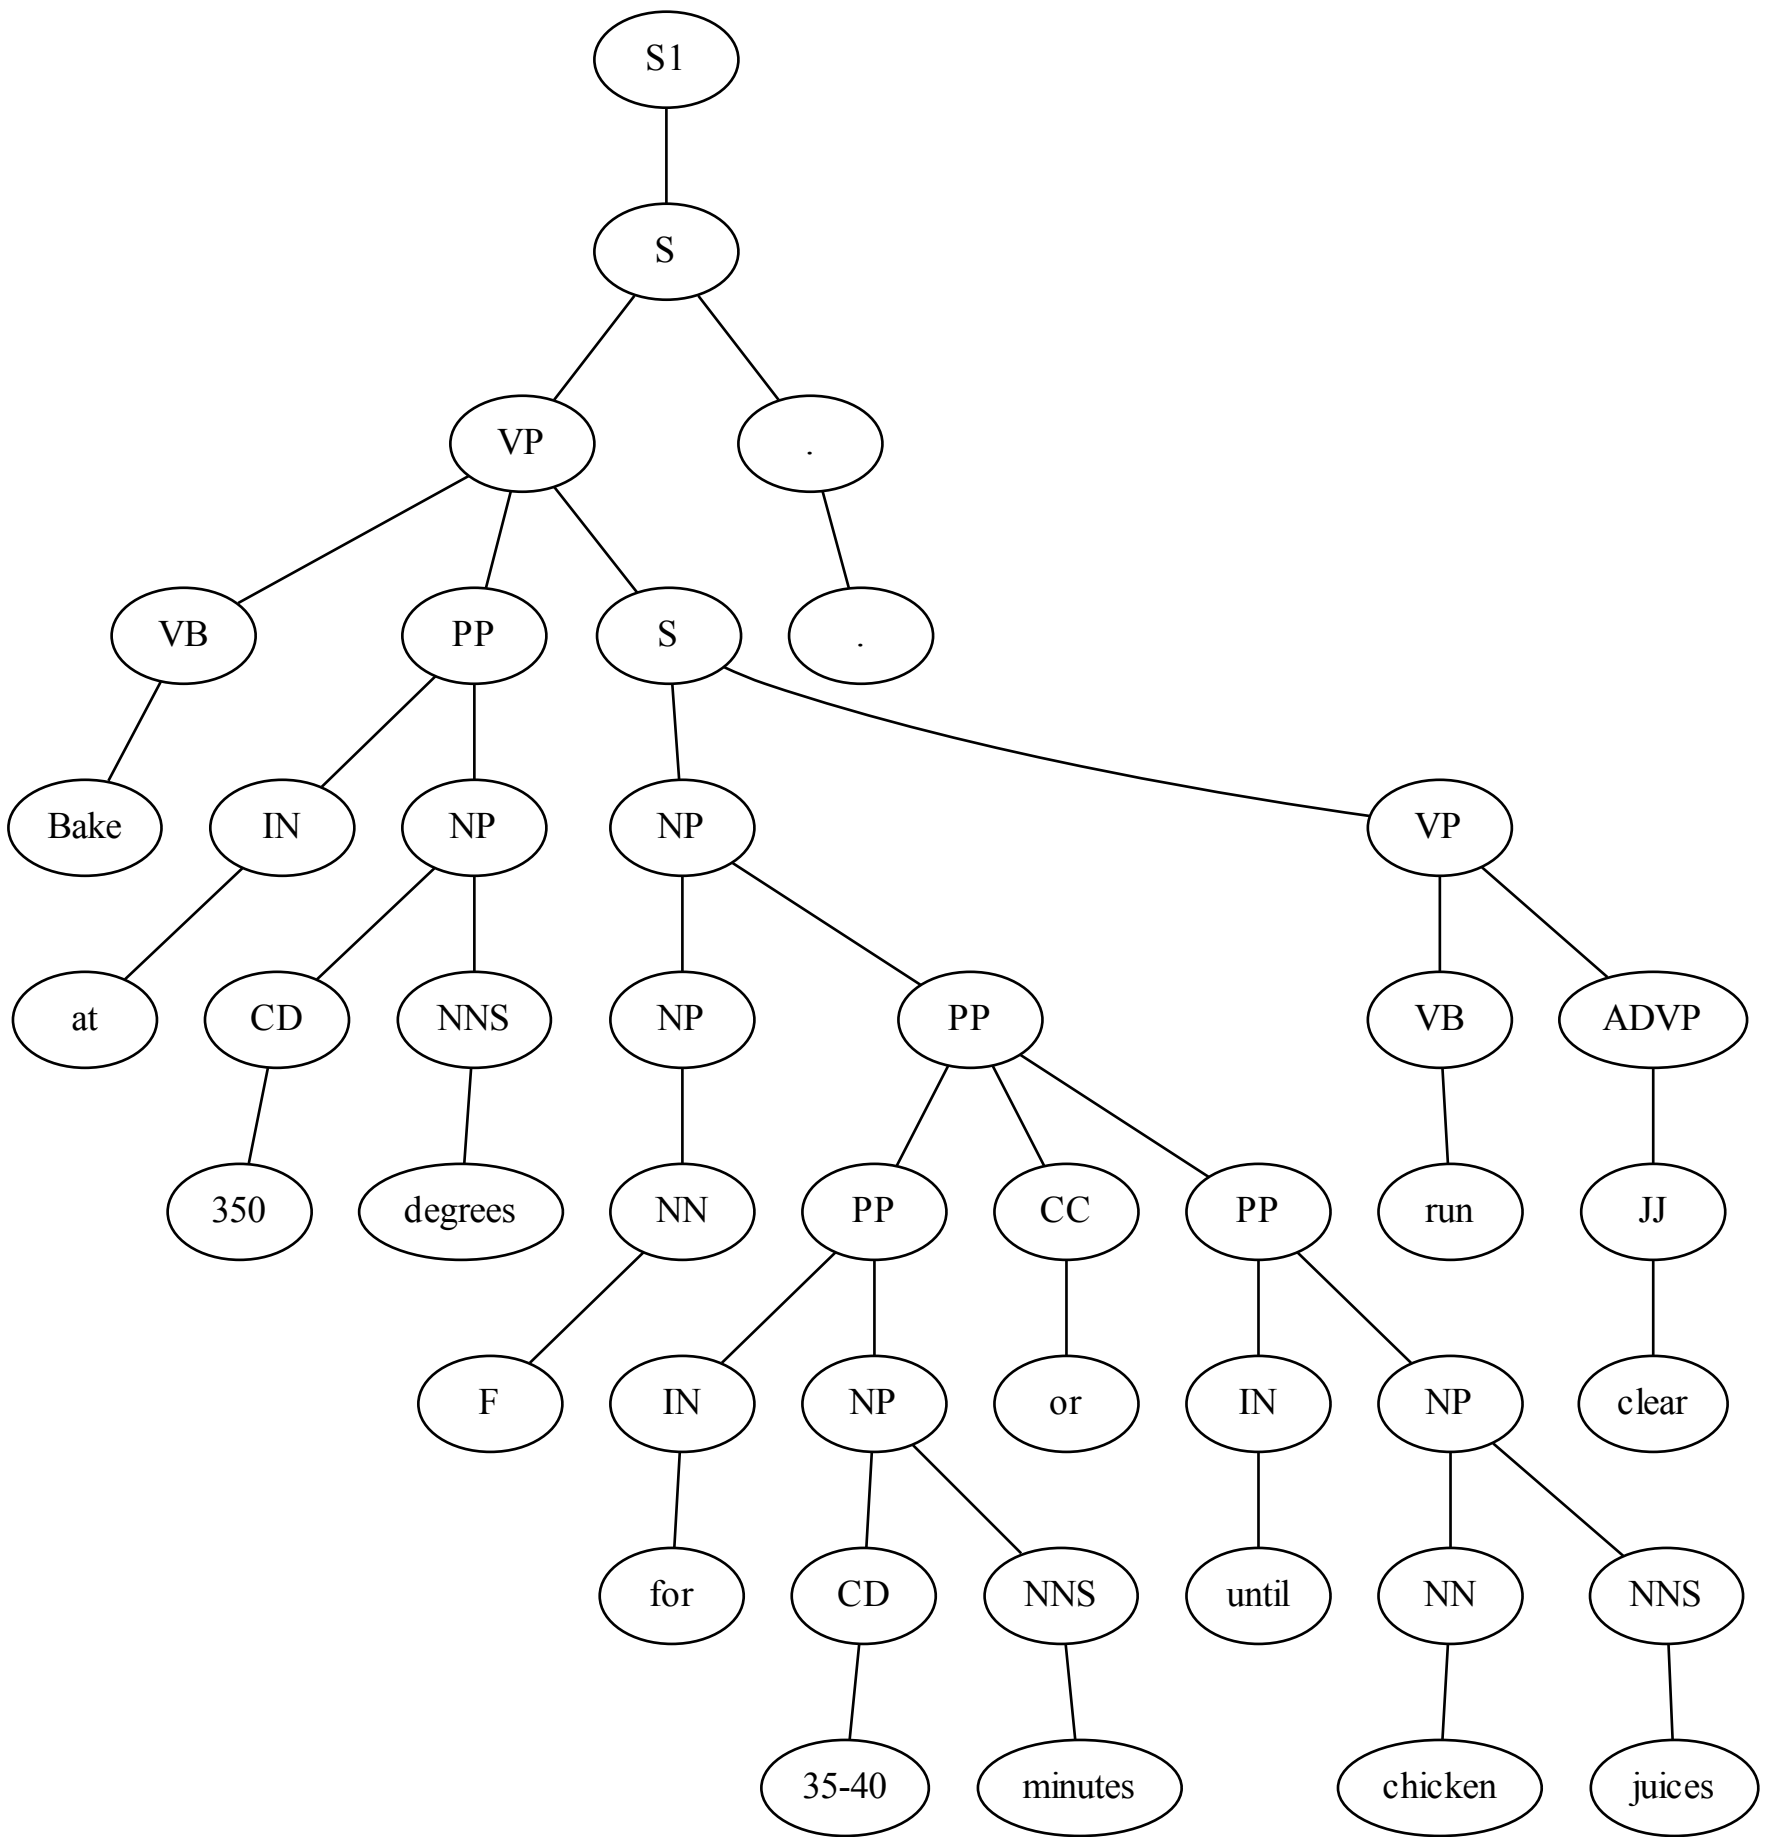 S1
S
VP .
VB PP S .
Bake IN NP NP VP
at CD NNS NP PP VB ADVP
350 degrees NN PP CC PP run JJ
F IN NP or IN NP clear
for CD NNS until NN NNS
35-40 minutes chicken juices